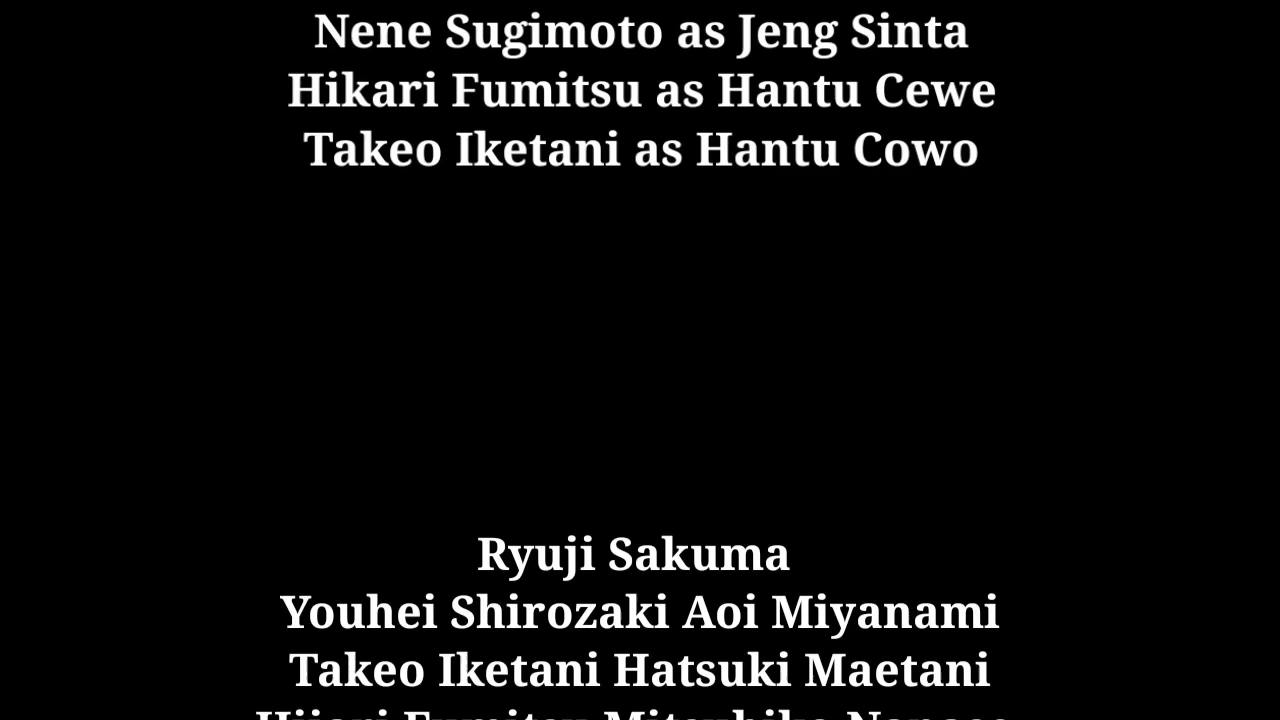 Nene Sugimoto as Jeng Sinta
Hikari Fumitsu as Hantu Cewe
Takeo Iketani as Hantu Cowo
Ryuji Sakuma
Youhei Shirozaki Aoi Miyanami
Takeo Iketani Hatsuki Maetani